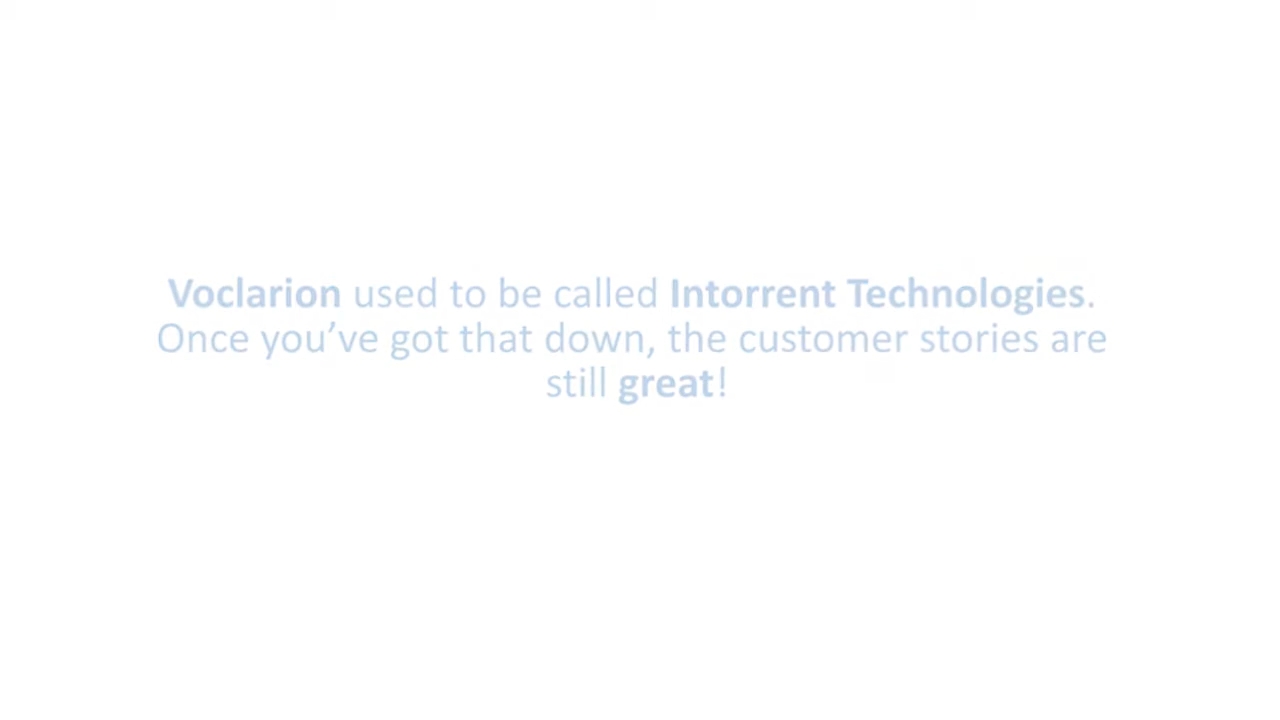 Voclarion used to be called Intorrent Technologies.
Once you’ve got that down, the customer stories are
still great!